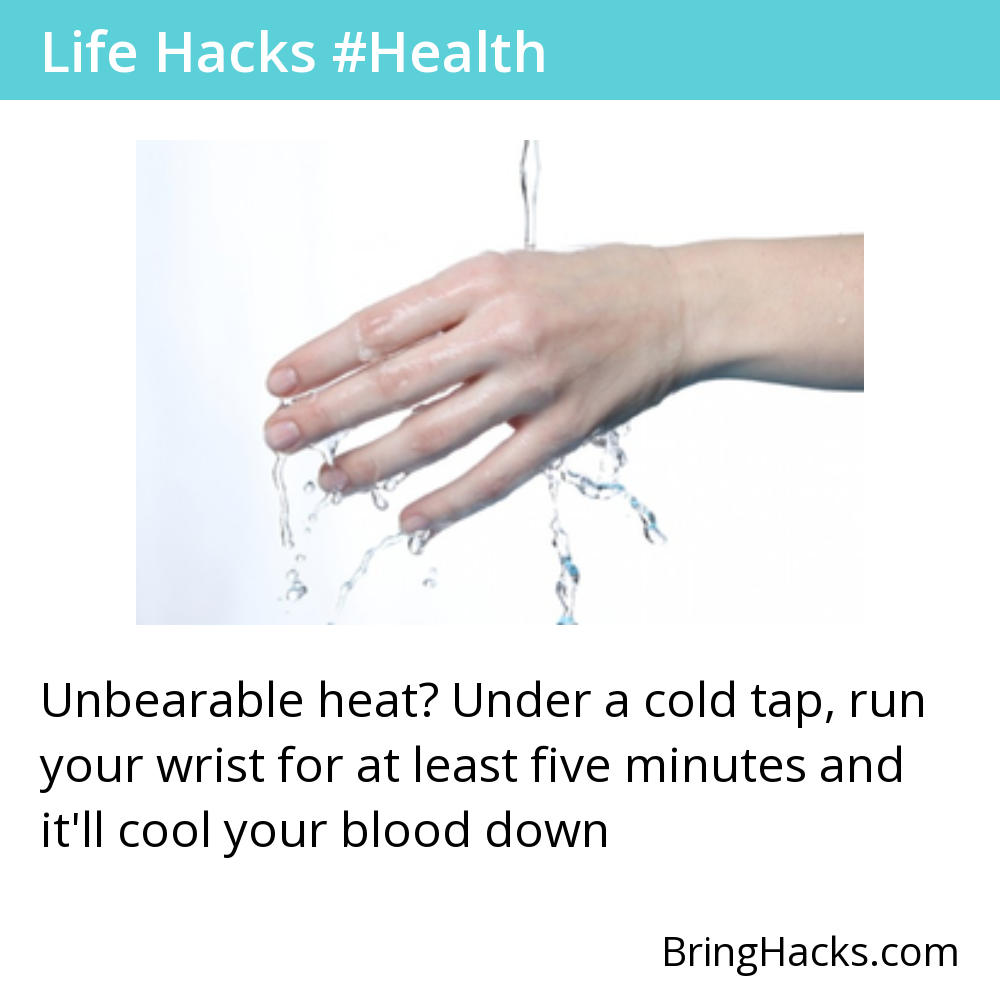 Life Hacks #Health
Unbearable heat? Under a cold tap, run
your wrist for at least five minutes and
it'll cool your blood down
BringHacks.com